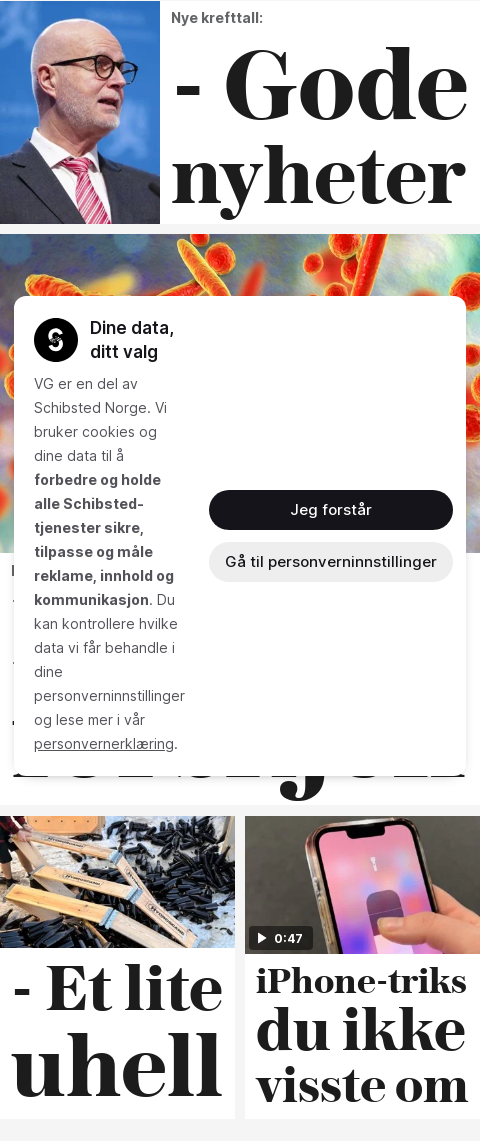 Nye krefttall:
- Gode
nyheter
Dine data,
ditt valg
VG er en del av
Schibsted Norge. Vi
bruker cookies og
dine data til å
forbedre og holde
alle Schibsted-
tjenester sikre,
tilpasse og måle
reklame, innhold og
kommunikasjon. Du
kan kontrollere hvilke
data vi får behandle i
dine
personverninnstillinger
og lese mer i vår
personvernerklæring.
Jeg forstår
Gå til personverninnstillinger
0:47
- Et lite
uhell
iPhone-triks
du ikke
visste om